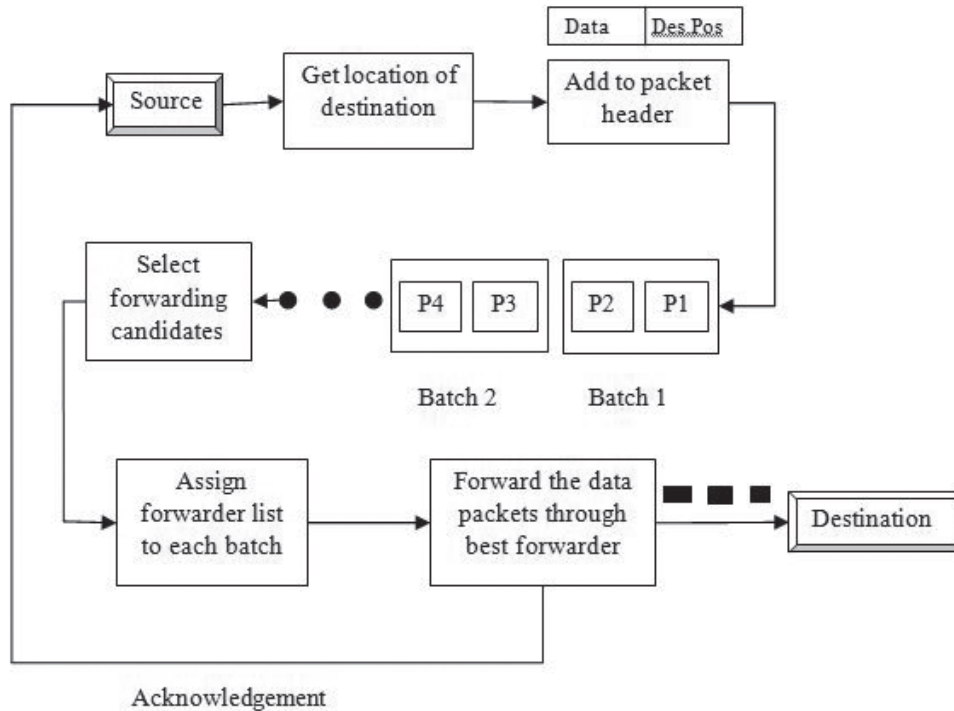 Data Des.Pos
Source
Get location of
destination
Add to packet
header
Select
forwarding
candidates
P4 P3 P2 P1
Batch 2 Batch 1
Assign
forwarder list
to each batch
Forward the data
packets through
best forwarder
Destination
Acknowledgement